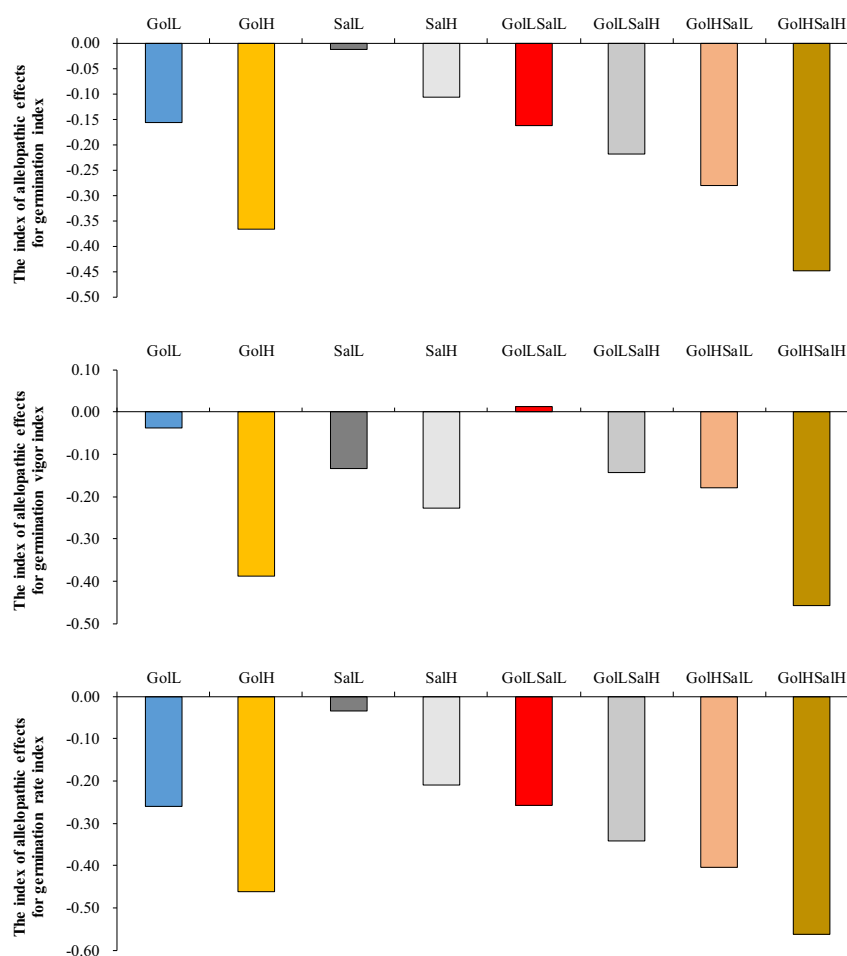 GolL GolH SalL SalH GolLSalL GolLSalH GolHSalL GolHSalH
0.00
-0.05
-0.10
-0.15
-0.20
-0.25
-0.30
-0.35
-0.40
-0.45
-0.50
The index of allelopathic effects
for germination index
GolL GolH SalL SalH GolLSalL GolLSalH GolHSalL GolHSalH
0.10
0.00
-0.10
-0.20
-0.30
-0.40
-0.50
The index of allelopathic effects
for germination vigor index
GolL GolH SalL SalH GolLSalL GolLSalH GolHSalL GolHSalH
0.00
-0.10
-0.20
-0.30
-0.40
-0.50
-0.60
The index of allelopathic effects
for germination rate index